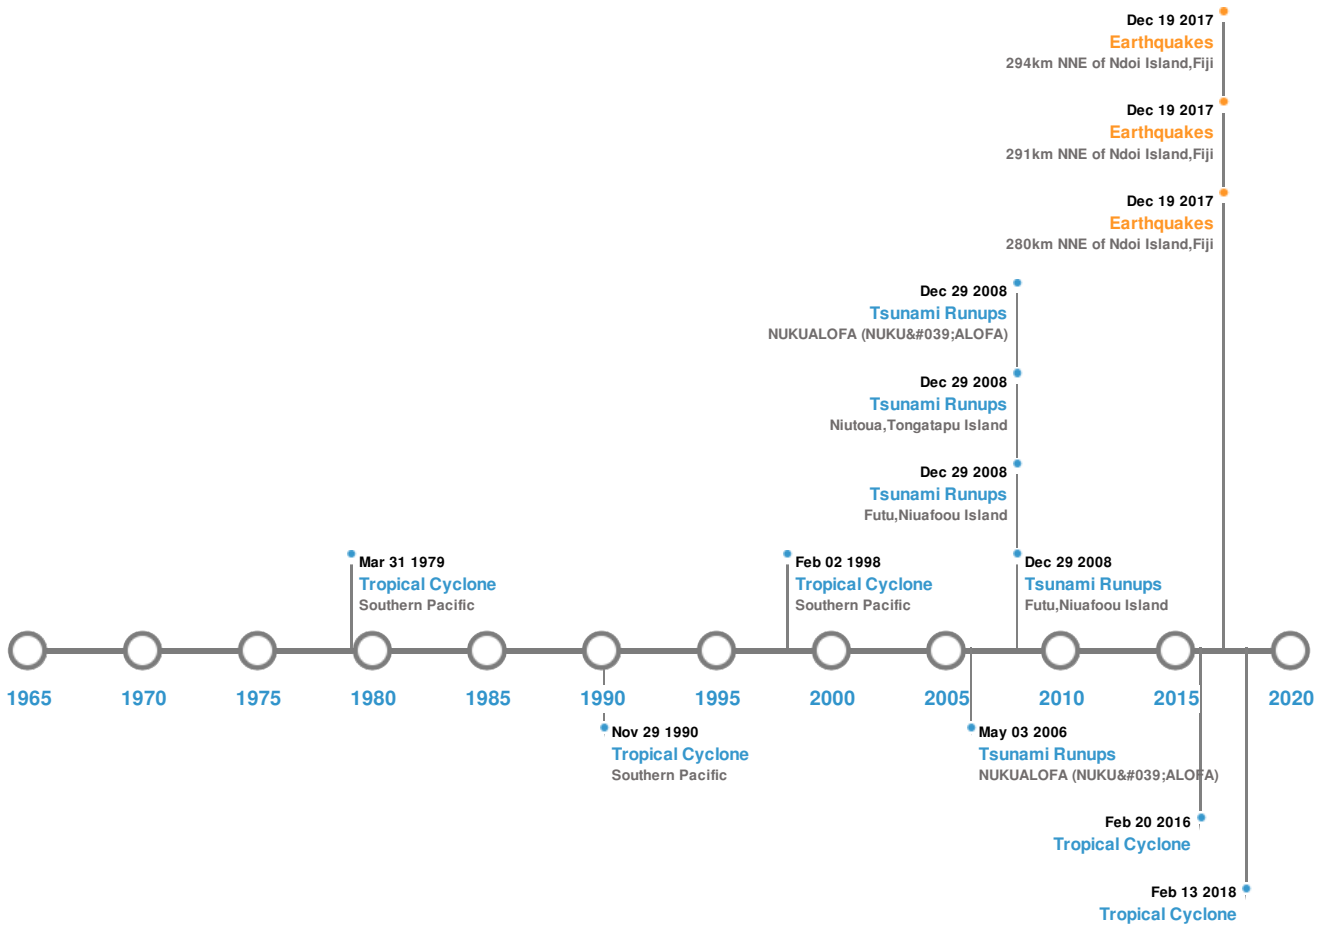 Dec 19 2017
Earthquakes
294km NNE of Ndoi Island,Fiji
Dec 19 2017
Earthquakes
291km NNE of Ndoi Island,Fiji
Dec 19 2017
Earthquakes
280km NNE of Ndoi Island,Fiji
Dec 29 2008
Tsunami Runups
NUKUALOFA (NUKU&#039;ALOFA)
Dec 29 2008
Tsunami Runups
Niutoua,Tongatapu Island
Dec 29 2008
Tsunami Runups
Futu,Niuafoou Island
Mar 31 1979
Tropical Cyclone
Southern Pacific
Feb 02 1998
Tropical Cyclone
Southern Pacific
Dec 29 2008
Tsunami Runups
Futu,Niuafoou Island
1965 1970 1975 1980 1985 1990 1995 2000 2005 2010 2015 2020
Nov 29 1990
Tropical Cyclone
Southern Pacific
May 03 2006
Tsunami Runups
NUKUALOFA (NUKU&#039;ALOFA)
Feb 20 2016
Tropical Cyclone
Feb 13 2018
Tropical Cyclone